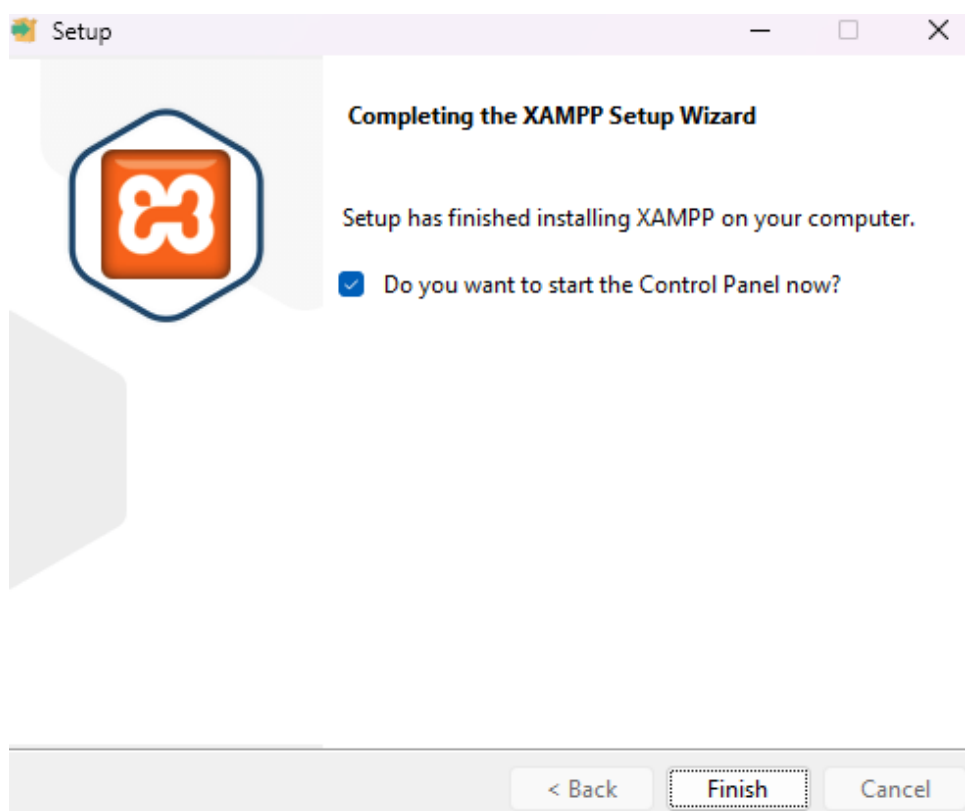 Setup
Completing the XAMPP Setup Wizard
Setup has finished installing XAMPP on your computer.
Do you want to start the Control Panel now?
< Back Finish Cancel